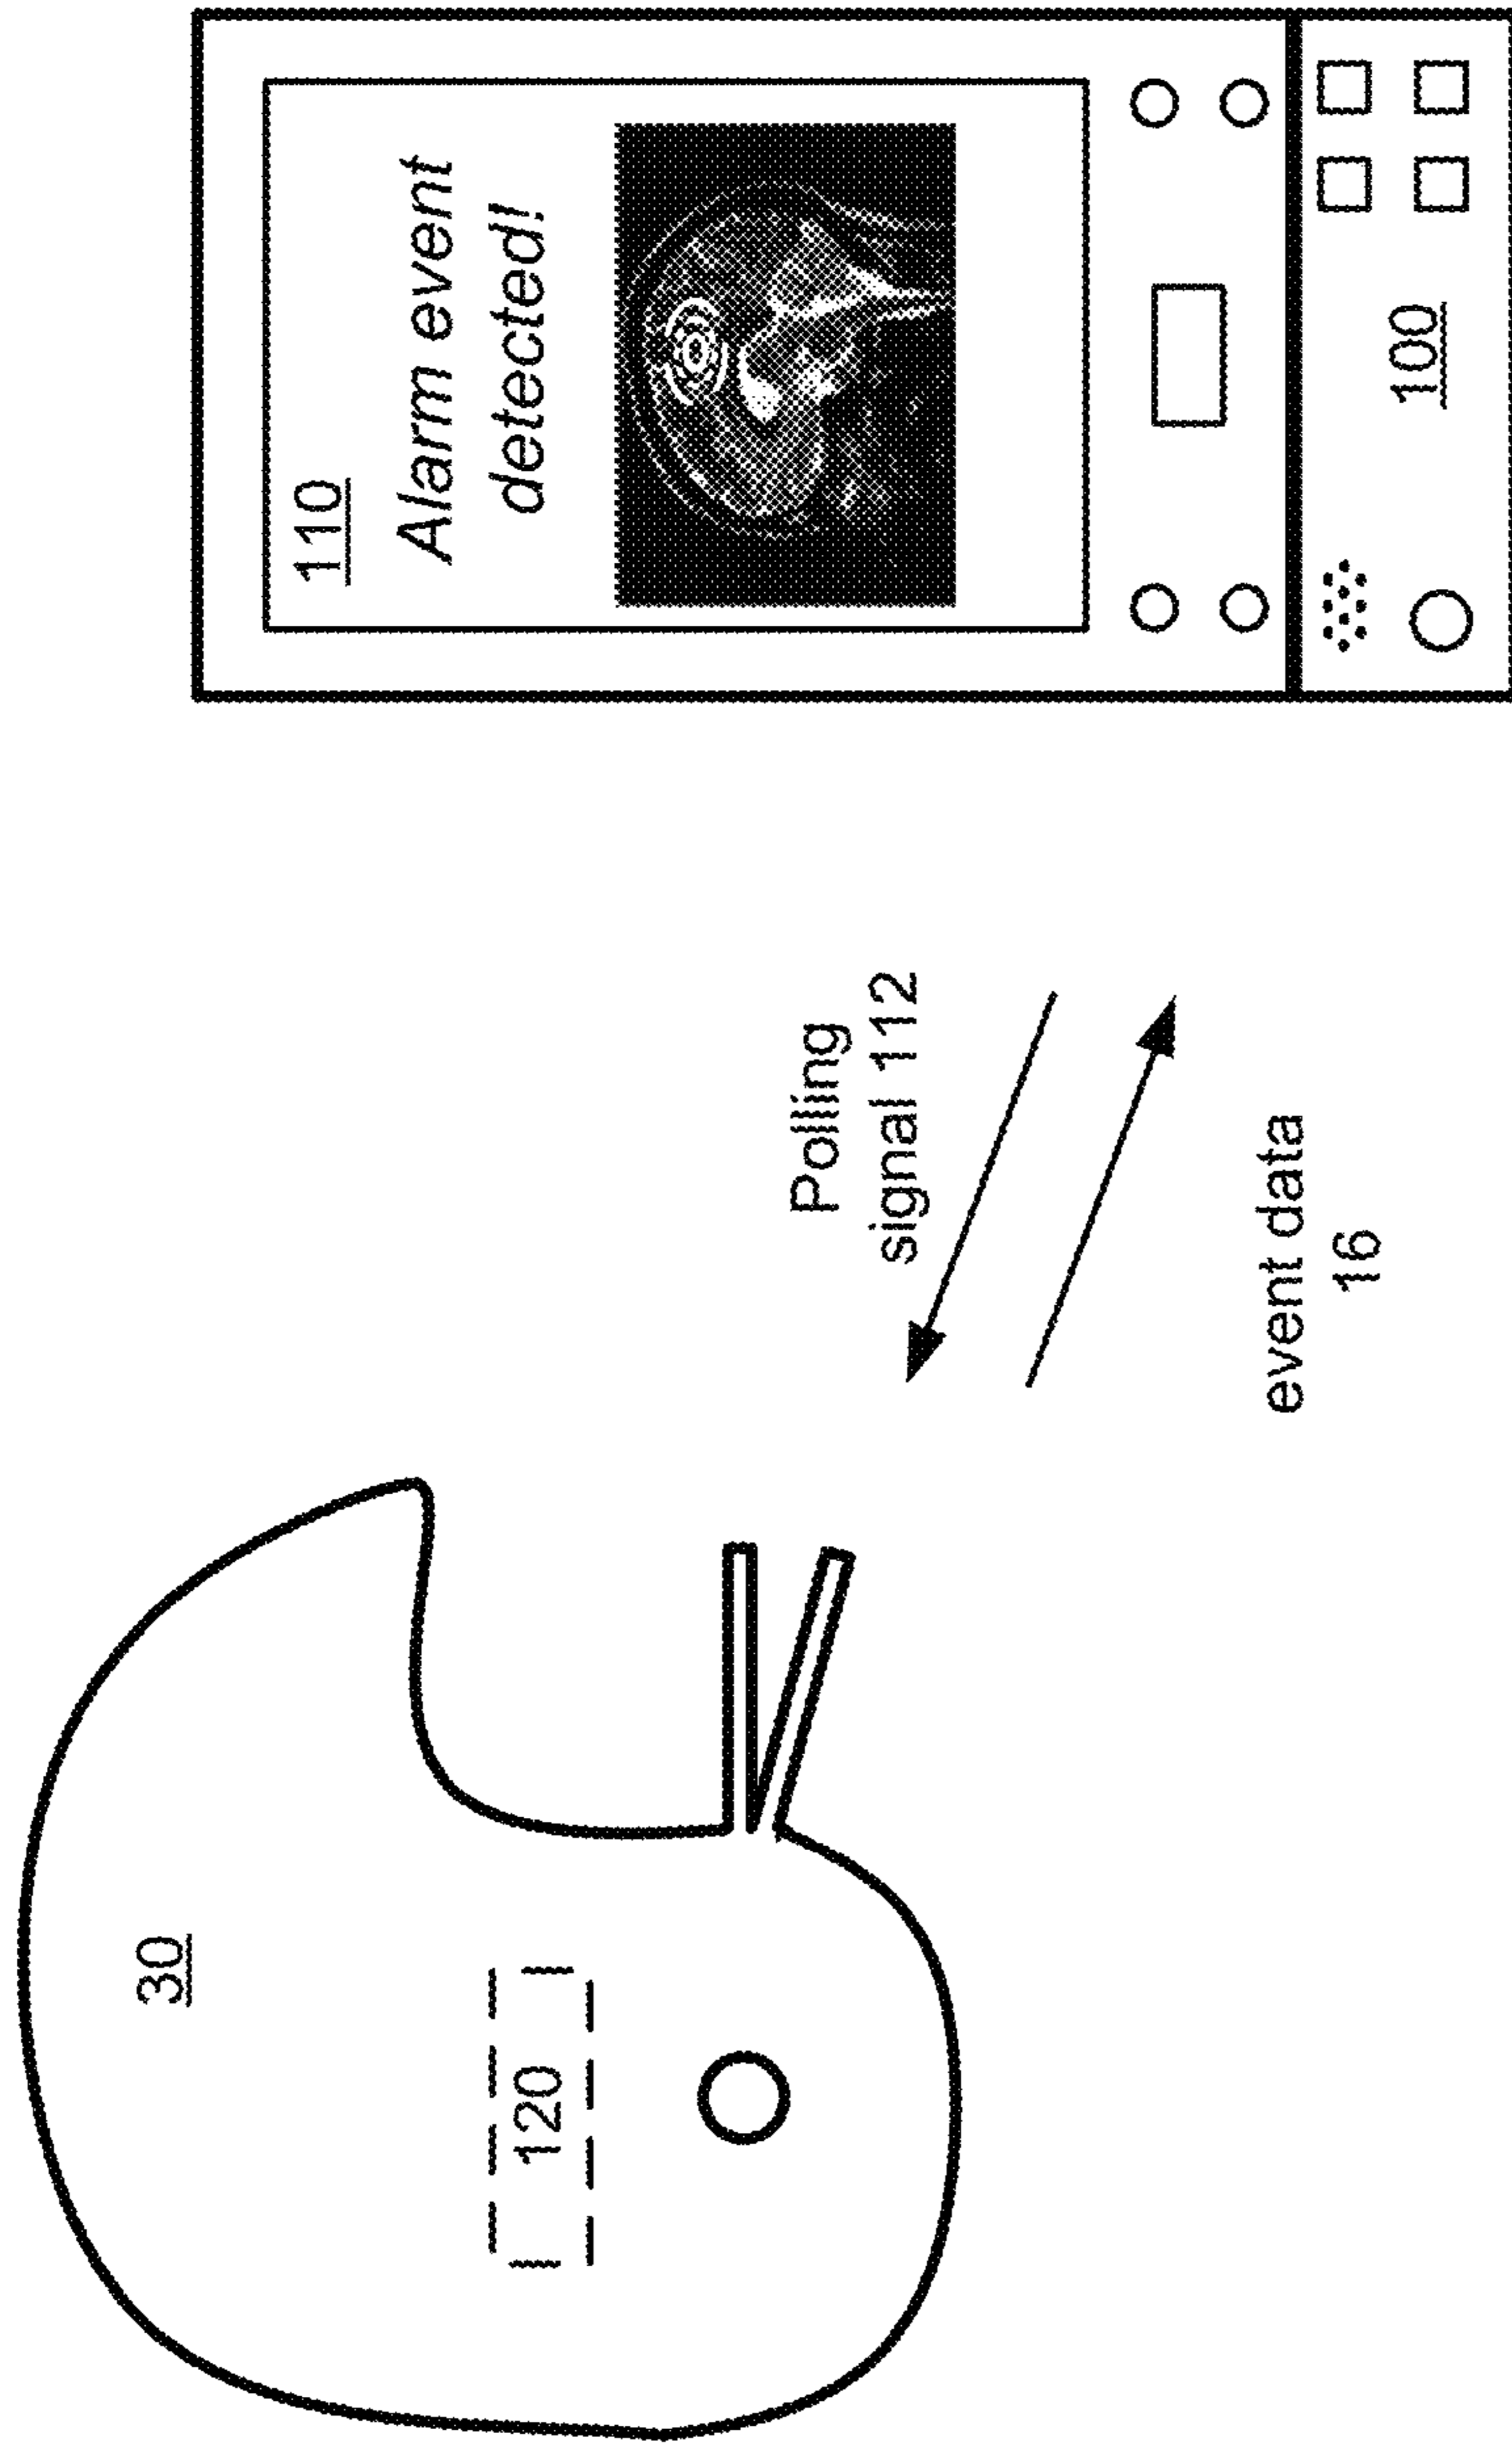 30
120
Polling
signal 112
event data
16
110
Alarm event
detected!
100